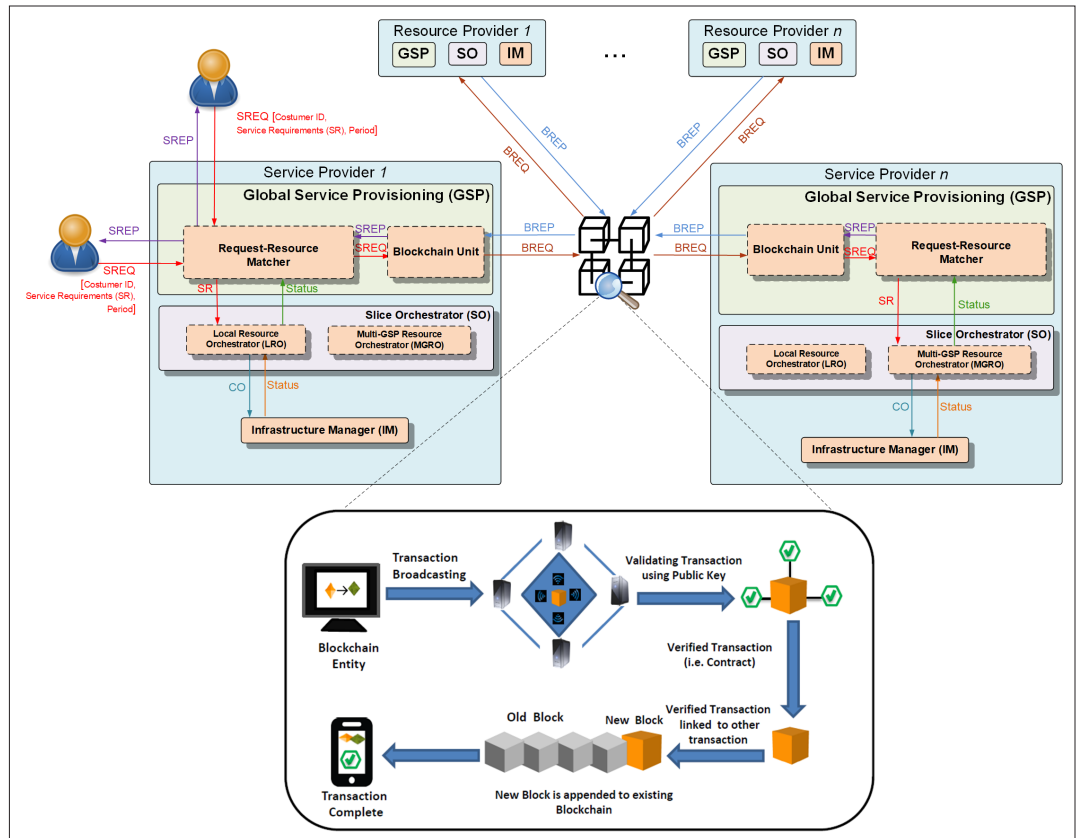 Resource Provider 1
GSP SO IM
...
Resource Provider n
GSP SO IM
SREQ [Costumer ID,
Service Requirements (SR), Period]
SREP
BREP
BREQ
BREP
BREQ
Service Provider 1
Global Service Provisioning (GSP)
SREP
SREQ
[Costumer ID,
Service Requirements (SR),
Period]
Request-Resource
Matcher
SREP
SREQ
Blockchain Unit
BREP
BREQ
SR
Status
Slice Orchestrator (SO)
Local Resource
Orchestrator (LRO)
Multi-GSP Resource
Orchestrator (MGRO)
CO
Status
Infrastructure Manager (IM)
Service Provider n
Global Service Provisioning (GSP)
BREP
BREQ
Blockchain Unit
SREP
SREQ
Request-Resource
Matcher
SR
Status
Slice Orchestrator (SO)
Local Resource
Orchestrator (LRO)
Multi-GSP Resource
Orchestrator (MGRO)
CO
Status
Infrastructure Manager (IM)
Blockchain
Entity
Transaction
Broadcasting
Validating Transaction
using Public Key
Verified Transaction
(i.e. Contract)
Verified Transaction
linked to other
transaction
Old Block
New Block
New Block is appended to existing
Blockchain
Transaction
Complete